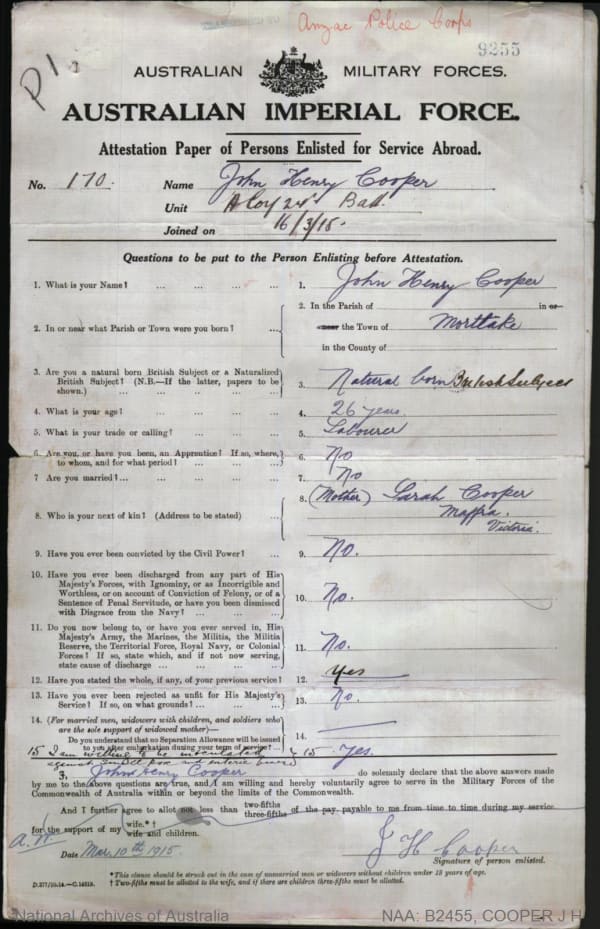 Anzac Police Corps
9255
P1.
AUSTRALIAN MILITARY FORCES.
AUSTRALIAN IMPERIAL FORCE.
Attestation Paper of Persons Enlisted for Service Abroad.
No. 170. Name John Henry Cooper
Unit A Coy 24th Batt.
Joined on 16/3/15.
Questions to be put to the Person Enlisting before Attestation.
1. What is your Name? ... ... ... ... 1. John Henry Cooper
2. In or near what Parish or Town were you born? ... 2. In the Parish of in or
near the Town of Mortlake
in the County of
3. Are you a natural born British Subject or a Naturalized
British Subject? (N.B.—If the latter, papers to be
shown.) ... ... ... ... 3. Natural born British Subject
4. What is your age? ... ... ... ... 4. 26 years
5. What is your trade or calling? ... ... ... 5. Labourer
6. Are you, or have you been, an Apprentice? If so, where,
to whom, and for what period? ... ... ... 6. No
7. Are you married? ... ... ... ... 7. No
8. Who is your next of kin? (Address to be stated) ... 8. (Mother) Sarah Cooper
Maffra.
Victoria.
9. Have you ever been convicted by the Civil Power? ... 9. No.
10. Have you ever been discharged from any part of His
Majesty's Forces, with Ignominy, or as Incorrigible and
Worthless, or on account of Conviction of Felony, or of a
Sentence of Penal Servitude, or have you been dismissed
with Disgrace from the Navy? ... ... ... 10. No.
11. Do you now belong to, or have you ever served in, His
Majesty's Army, the Marines, the Militia, the Militia
Reserve, the Territorial Force, Royal Navy, or Colonial
Forces? If so, state which, and if not now serving,
state cause of discharge ... ... ... 11. No.
12. Have you stated the whole, if any, of your previous service? 12. yes
13. Have you ever been rejected as unfit for His Majesty's
Service? If so, on what grounds? ... ... 13. No.
14. (For married men, widowers with children, and soldiers who
are the sole support of widowed mother)—
Do you understand that no Separation Allowance will be issued
to you after embarkation during your term of service? ... 14. —
15 I am willing to be inoculated
against small pox and enteric fever 15. Yes.
3, John Henry Cooper do solemnly declare that the above answers made
by me to the above questions are true, and I am willing and hereby voluntarily agree to serve in the Military Forces of the
Commonwealth of Australia within or beyond the limits of the Commonwealth.
And I further agree to allot not less than two-fifths three-fifths of the pay payable to me from time to time during my service
for the support of my wife.* † wife and children.
Date Mar. 10th 1915. J H Cooper
Signature of person enlisted.
* This clause should be struck out in the case of unmarried men or widowers without children under 18 years of age.
† Two-fifths must be allotted to the wife, and if there are children three-fifths must be allotted.
National Archives of Australia NAA: B2455, COOPER J H